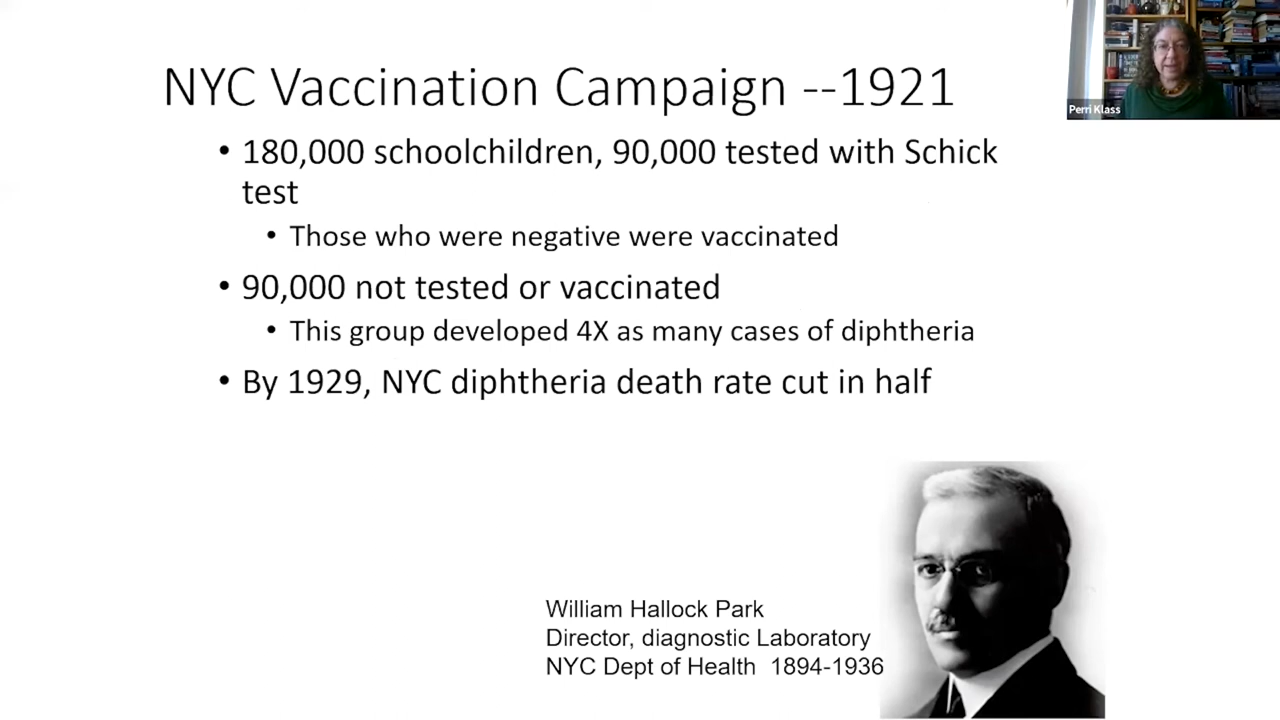 NYC Vaccination Campaign --1921
Perri Klass
• 180,000 schoolchildren, 90,000 tested with Schick
test
• Those who were negative were vaccinated
• 90,000 not tested or vaccinated
• This group developed 4X as many cases of diphtheria
• By 1929, NYC diphtheria death rate cut in half
William Hallock Park
Director, diagnostic Laboratory
NYC Dept of Health 1894-1936